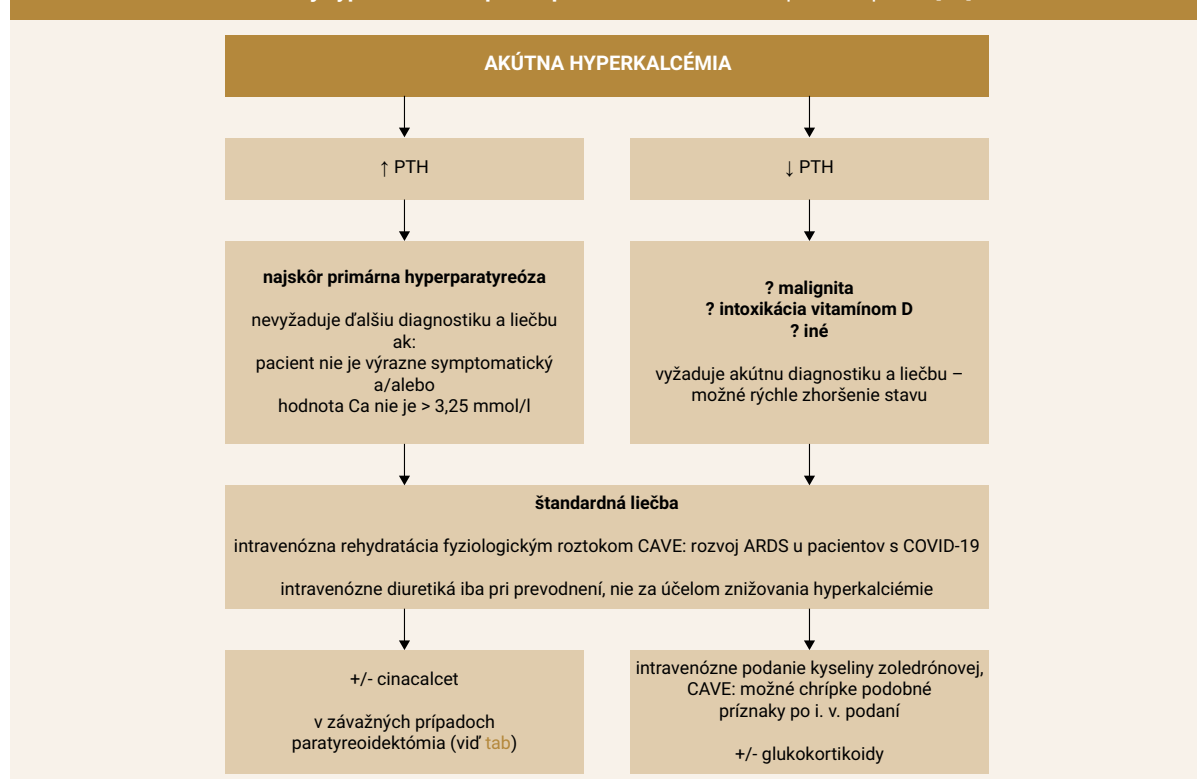 AKÚTNA HYPERKALCÉMIA
↑ PTH
↓ PTH
najskôr primárna hyperparatyreóza
nevyžaduje ďalšiu diagnostiku a liečbu
ak:
pacient nie je výrazne symptomatický
a/alebo
hodnota Ca nie je > 3,25 mmol/l
? malignita
? intoxikácia vitamínom D
? iné
vyžaduje akútnu diagnostiku a liečbu –
možné rýchle zhoršenie stavu
štandardná liečba
intravenózna rehydratácia fyziologickým roztokom CAVE: rozvoj ARDS u pacientov s COVID-19
intravenózne diuretiká iba pri prevodnení, nie za účelom znižovania hyperkalciémie
+/- cinacalcet
v závažných prípadoch
paratyreoidektómia (viď tab)
intravenózne podanie kyseliny zoledrónovej,
CAVE: možné chrípke podobné
príznaky po i. v. podaní
+/- glukokortikoidy